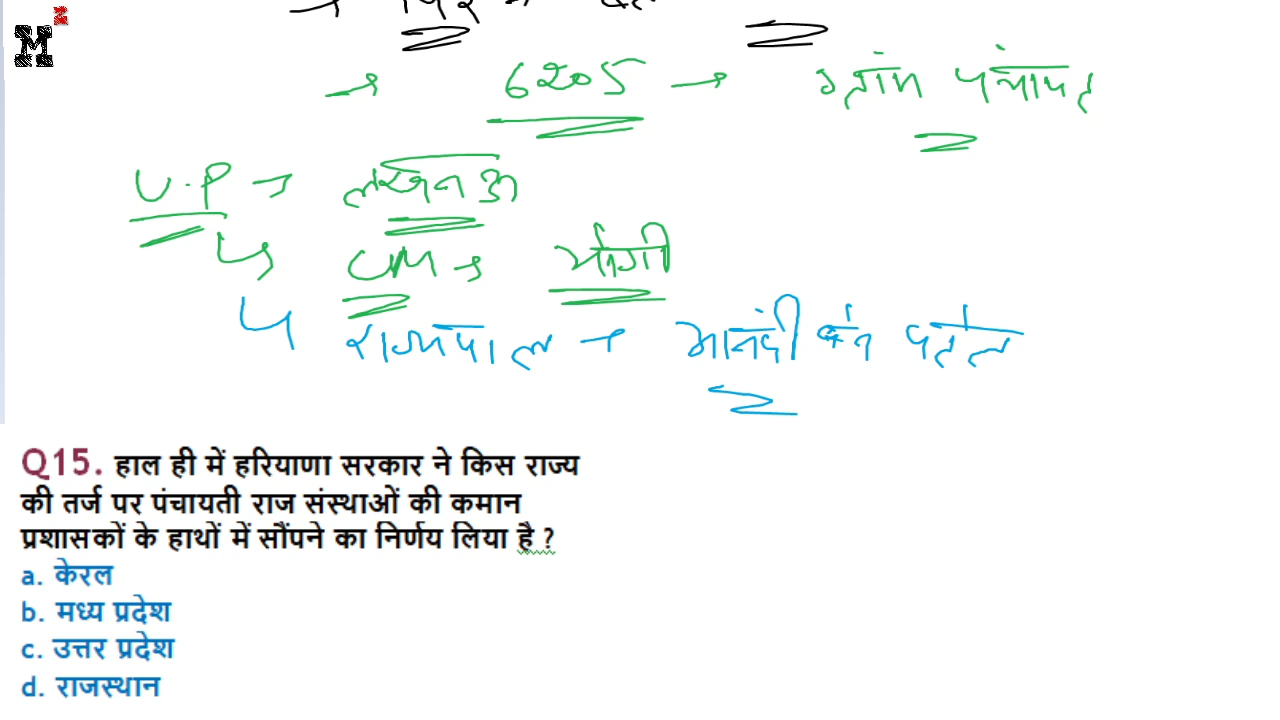 M2
→ 6205 → ग्राम पंचायत
U.P → लखनऊ
↳ CM → योगी
↳ राज्यपाल → आनंदी बेन पटेल
Q15. हाल ही में हरियाणा सरकार ने किस राज्य
की तर्ज पर पंचायती राज संस्थाओं की कमान
प्रशासकों के हाथों में सौंपने का निर्णय लिया है ?
a. केरल
b. मध्य प्रदेश
c. उत्तर प्रदेश
d. राजस्थान